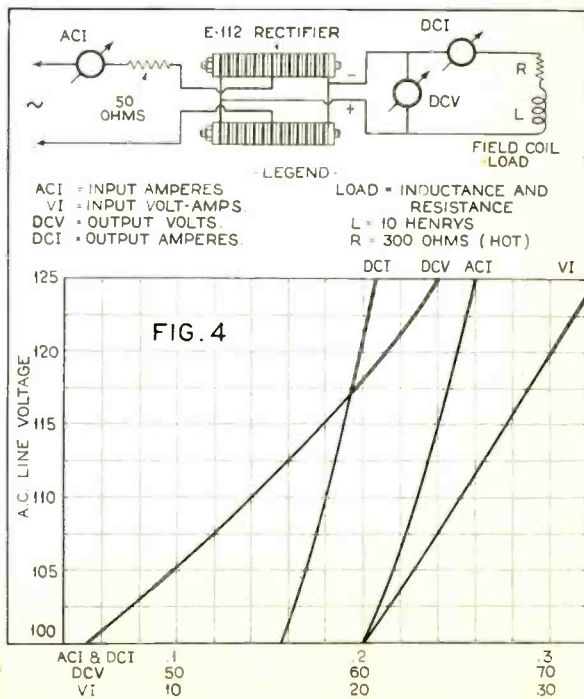 E-112 RECTIFIER
ACI
DCI
50
OHMS
-
+
DCV
R
L
~
FIELD COIL
LOAD
-LEGEND-
ACI = INPUT AMPERES
VI = INPUT VOLT-AMPS.
DCV = OUTPUT VOLTS.
DCI = OUTPUT AMPERES.
LOAD = INDUCTANCE AND
RESISTANCE
L = 10 HENRYS
R = 300 OHMS (HOT)
DCI DCV ACI VI
FIG. 4
A.C. LINE VOLTAGE
125
120
115
110
105
100
ACI & DCI .1 .2 .3
DCV 50 60 70
VI 10 20 30